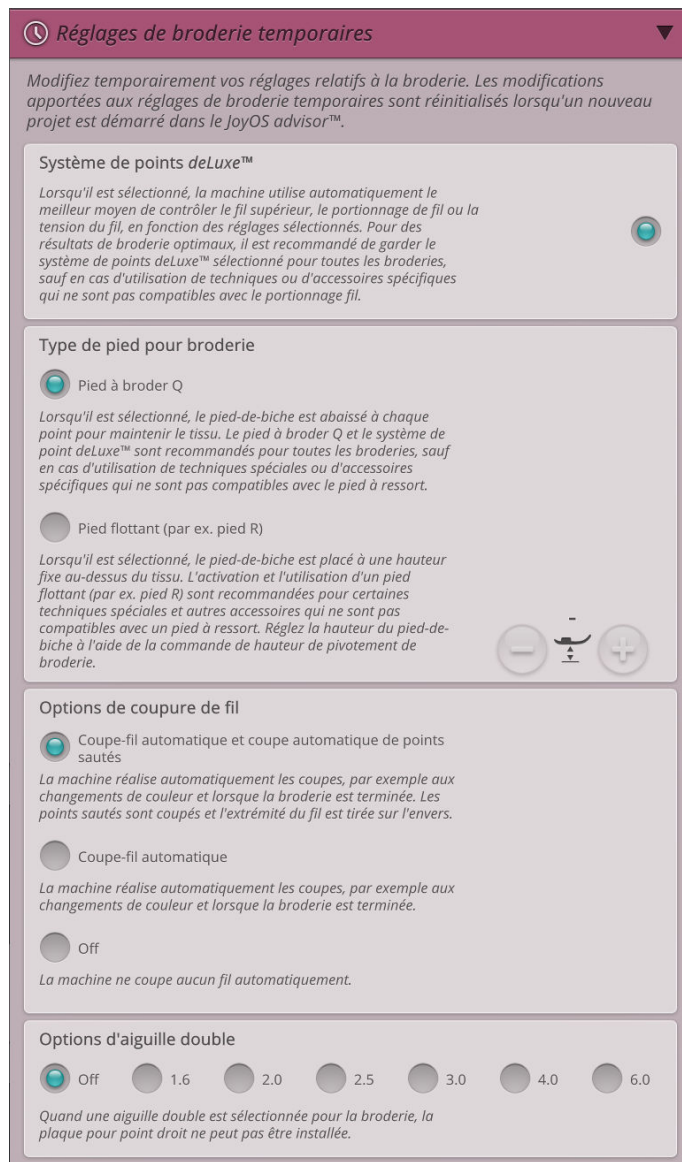 Réglages de broderie temporaires
Modifiez temporairement vos réglages relatifs à la broderie. Les modifications
apportées aux réglages de broderie temporaires sont réinitialisés lorsqu'un nouveau
projet est démarré dans le JoyOS advisor™.
Système de points deLuxe™
Lorsqu'il est sélectionné, la machine utilise automatiquement le
meilleur moyen de contrôler le fil supérieur, le portionnage de fil ou la
tension du fil, en fonction des réglages sélectionnés. Pour des
résultats de broderie optimaux, il est recommandé de garder le
système de points deLuxe™ sélectionné pour toutes les broderies,
sauf en cas d'utilisation de techniques ou d'accessoires spécifiques
qui ne sont pas compatibles avec le portionnage fil.
Type de pied pour broderie
Pied à broder Q
Lorsqu'il est sélectionné, le pied-de-biche est abaissé à chaque
point pour maintenir le tissu. Le pied à broder Q et le système de
point deLuxe™ sont recommandés pour toutes les broderies, sauf
en cas d'utilisation de techniques spéciales ou d'accessoires
spécifiques qui ne sont pas compatibles avec le pied à ressort.
Pied flottant (par ex. pied R)
Lorsqu'il est sélectionné, le pied-de-biche est placé à une hauteur
fixe au-dessus du tissu. L'activation et l'utilisation d'un pied
flottant (par ex. pied R) sont recommandées pour certaines
techniques spéciales et autres accessoires qui ne sont pas
compatibles avec un pied à ressort. Réglez la hauteur du pied-de-
biche à l'aide de la commande de hauteur de pivotement de
broderie.
Options de coupure de fil
Coupe-fil automatique et coupe automatique de points
sautés
La machine réalise automatiquement les coupes, par exemple aux
changements de couleur et lorsque la broderie est terminée. Les
points sautés sont coupés et l'extrémité du fil est tirée sur l'envers.
Coupe-fil automatique
La machine réalise automatiquement les coupes, par exemple aux
changements de couleur et lorsque la broderie est terminée.
Off
La machine ne coupe aucun fil automatiquement.
Options d'aiguille double
Off 1.6 2.0 2.5 3.0 4.0 6.0
Quand une aiguille double est sélectionnée pour la broderie, la
plaque pour point droit ne peut pas être installée.